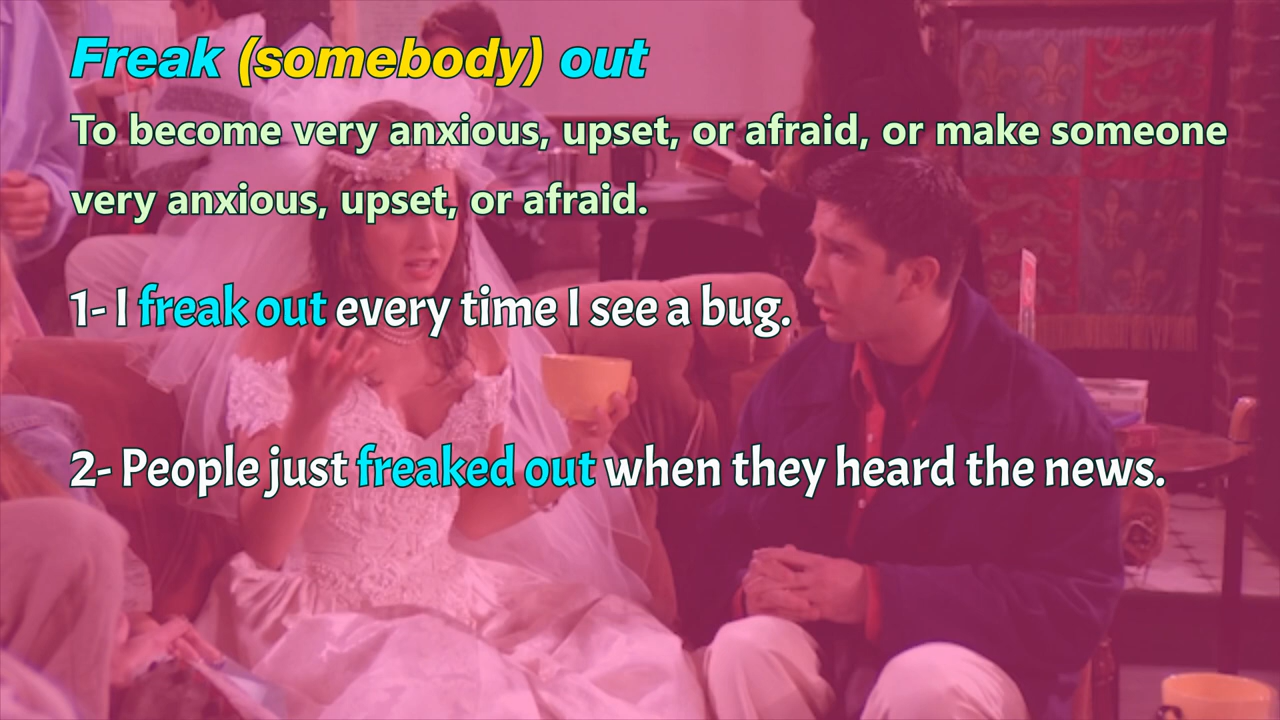 Freak (somebody) out
To become very anxious, upset, or afraid, or make someone
very anxious, upset, or afraid.
1- I freak out every time I see a bug.
2- People just freaked out when they heard the news.